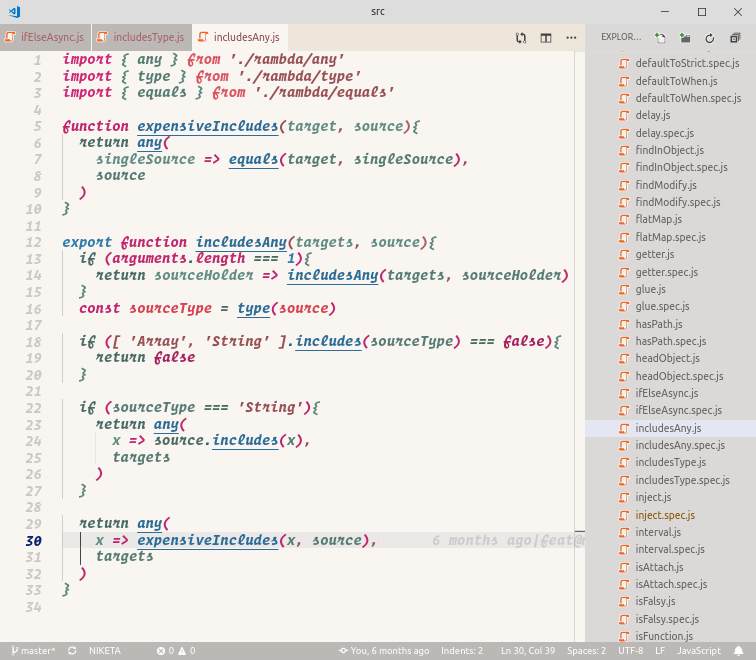 src
ifElseAsync.js
includesType.js
includesAny.js
EXPLOR...
1 import { any } from './rambda/any'
2 import { type } from './rambda/type'
3 import { equals } from './rambda/equals'
4
5 function expensiveIncludes(target, source){
6 return any(
7 singleSource => equals(target, singleSource),
8 source
9 )
10 }
11
12 export function includesAny(targets, source){
13 if (arguments.length === 1){
14 return sourceHolder => includesAny(targets, sourceHolder)
15 }
16 const sourceType = type(source)
17
18 if ([ 'Array', 'String' ].includes(sourceType) === false){
19 return false
20 }
21
22 if (sourceType === 'String'){
23 return any(
24 x => source.includes(x),
25 targets
26 )
27 }
28
29 return any(
30 x => expensiveIncludes(x, source), 6 months ago|feat@
31 targets
32 )
33 }
34
defaultToStrict.spec.js
defaultToWhen.js
defaultToWhen.spec.js
delay.js
delay.spec.js
findInObject.js
findInObject.spec.js
findModify.js
findModify.spec.js
flatMap.js
flatMap.spec.js
getter.js
getter.spec.js
glue.js
glue.spec.js
hasPath.js
hasPath.spec.js
headObject.js
headObject.spec.js
ifElseAsync.js
ifElseAsync.spec.js
includesAny.js
includesAny.spec.js
includesType.js
includesType.spec.js
inject.js
inject.spec.js
interval.js
interval.spec.js
isAttach.js
isAttach.spec.js
isFalsy.js
isFalsy.spec.js
isFunction.js
master*
NIKETA
0
0
You, 6 months ago
Indents: 2
Ln 30, Col 39
Spaces: 2
UTF-8
LF
JavaScript